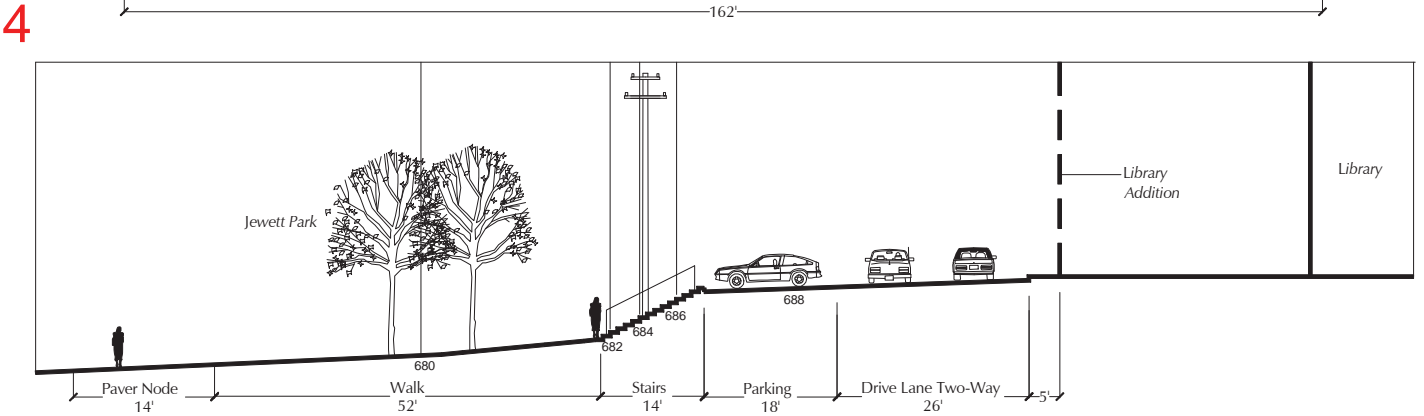 162'
4
Jewett Park
Library
Addition
Library
680
682
684
686
688
Paver Node
14'
Walk
52'
Stairs
14'
Parking
18'
Drive Lane Two-Way
26'
5'